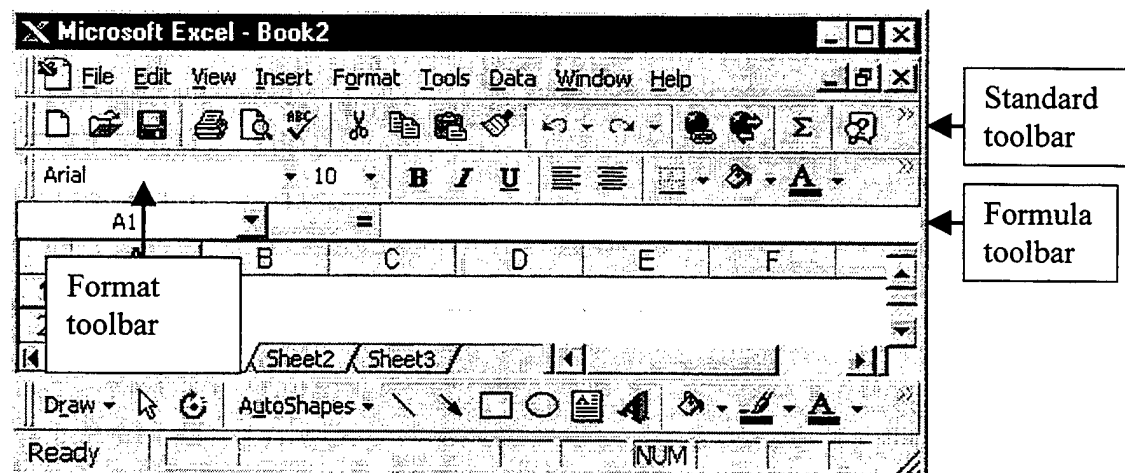 Microsoft Excel - Book2
File Edit View Insert Format Tools Data Window Help
ABC Σ ?
Standard
toolbar
Arial 10 B I U A
A1 =
Formula
toolbar
B C D E F
Format
toolbar
Sheet2 Sheet3
Draw AutoShapes A A
Ready NUM